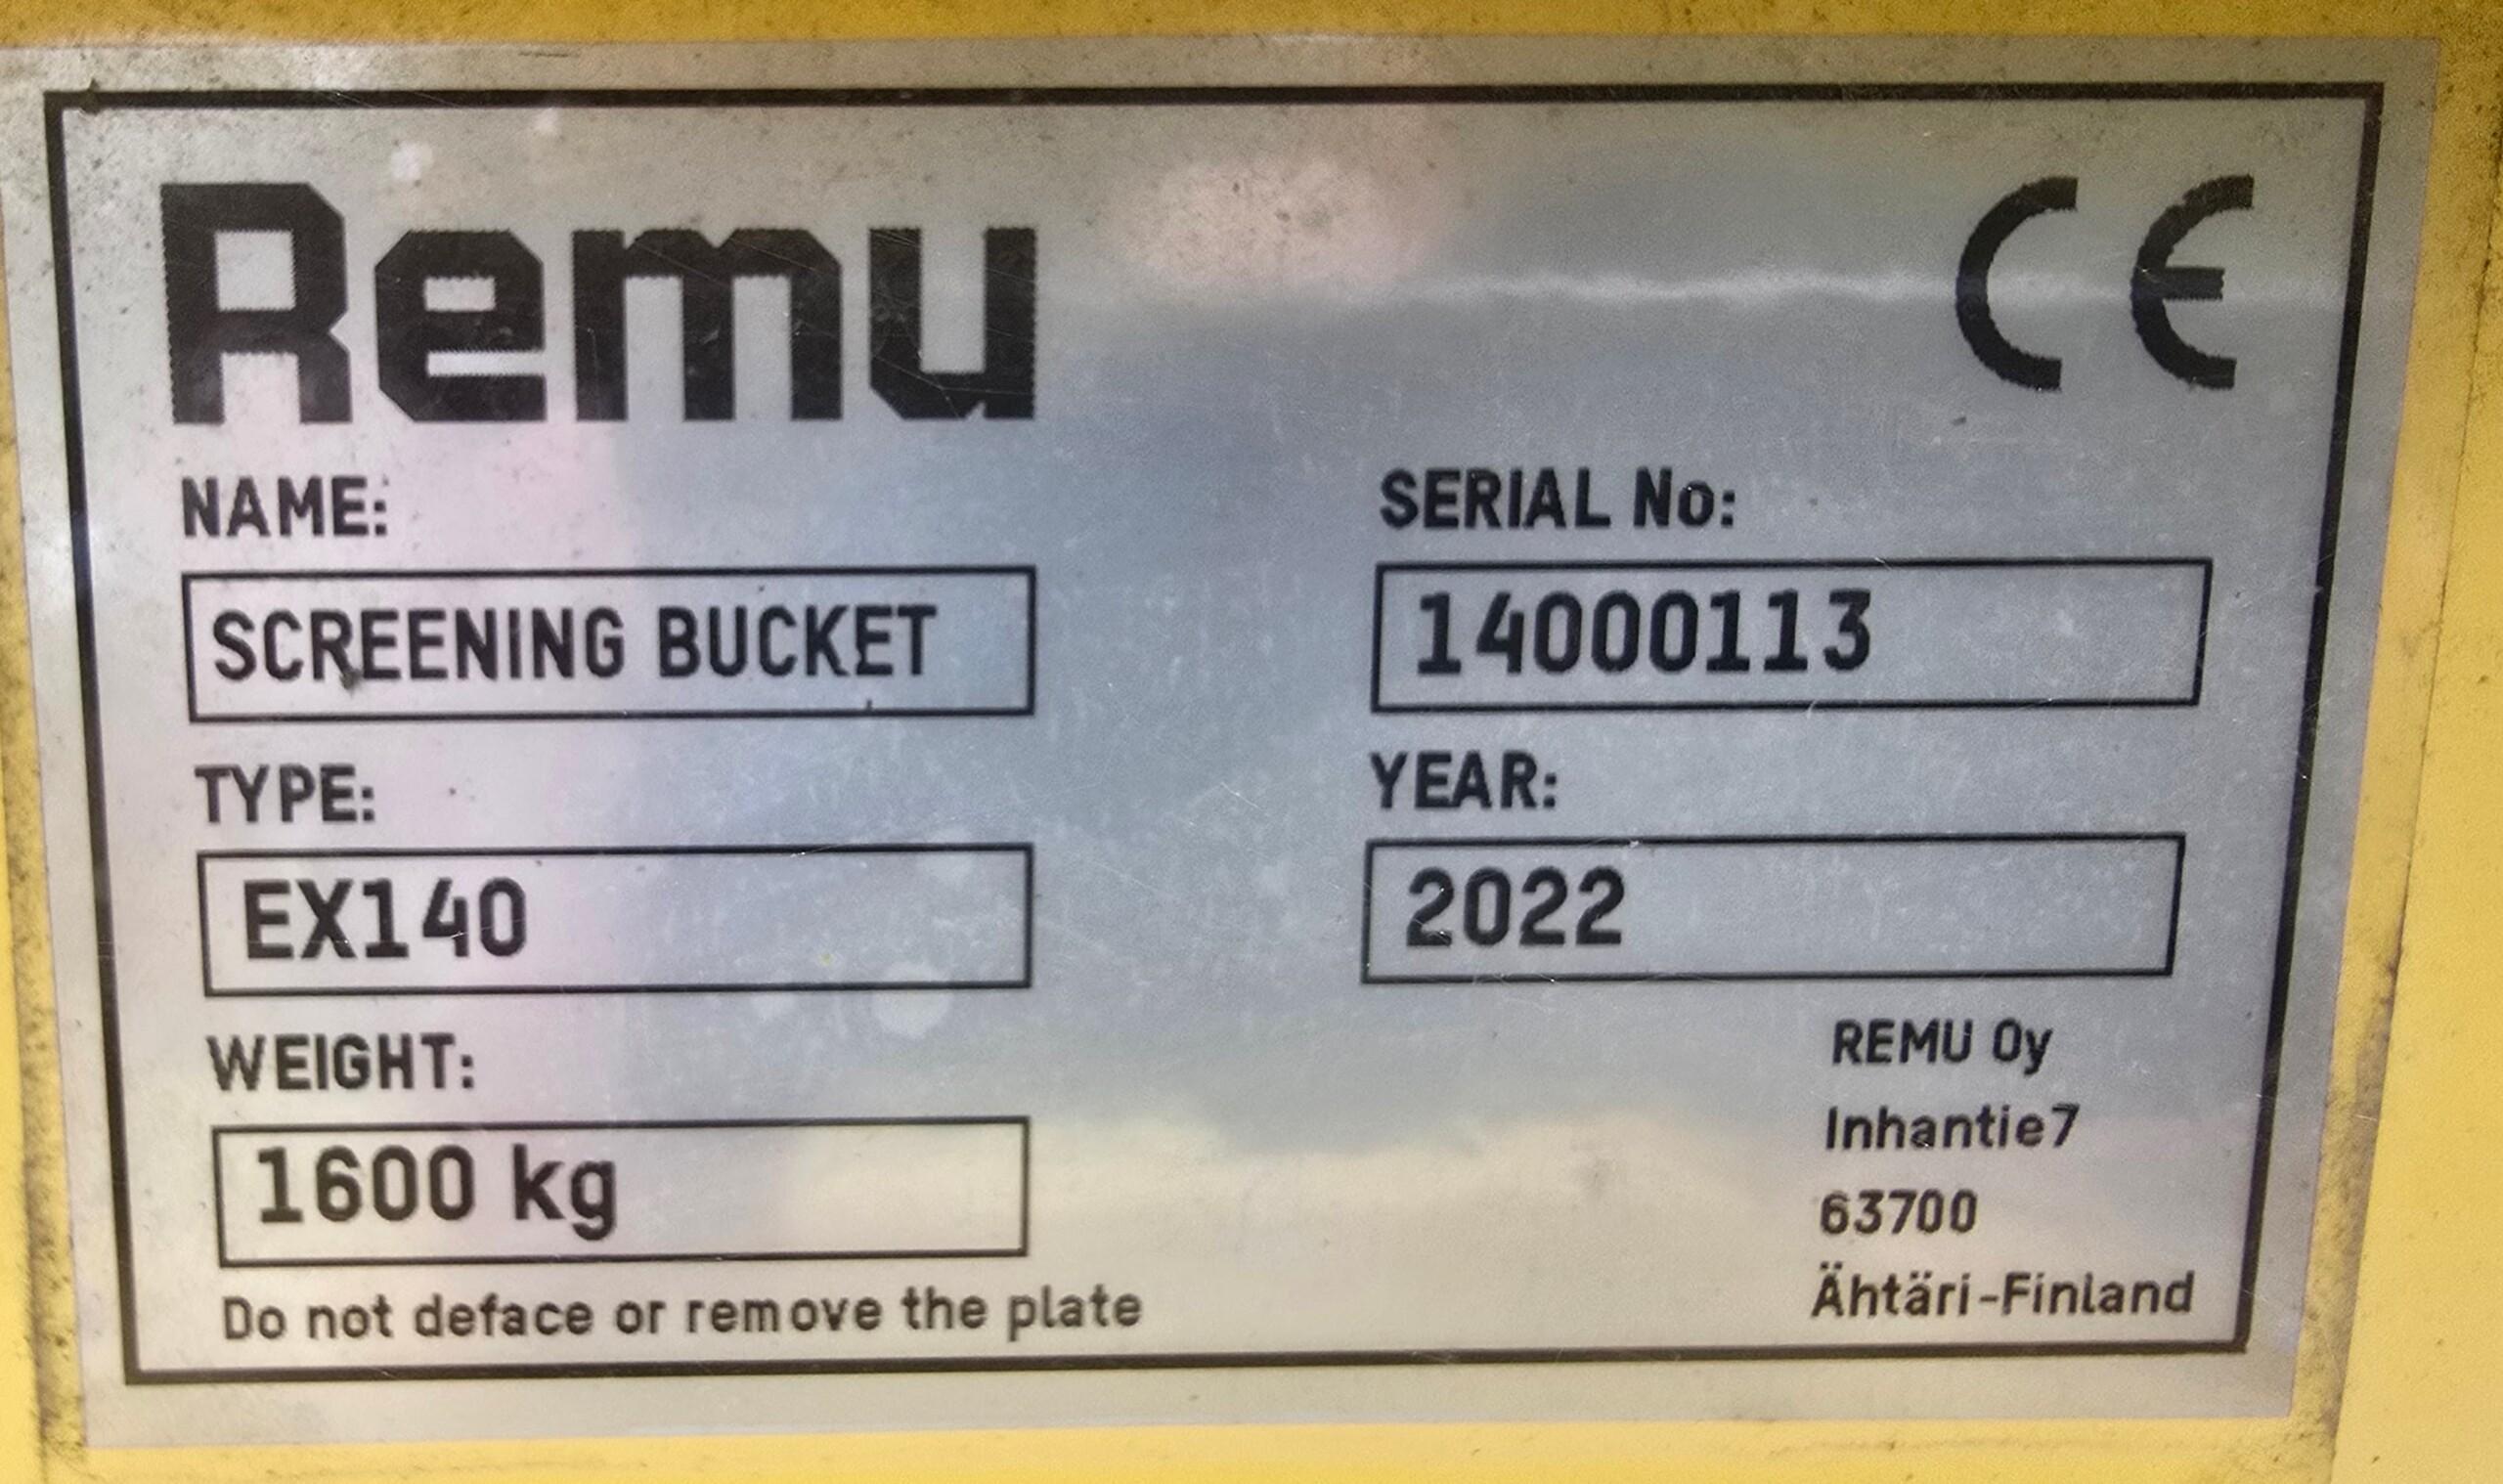 Remu CE
NAME:
SCREENING BUCKET
TYPE:
EX140
WEIGHT:
1600 kg
Do not deface or remove the plate
SERIAL No:
14000113
YEAR:
2022
REMU Oy
Inhantie7
63700
Ähtäri-Finland